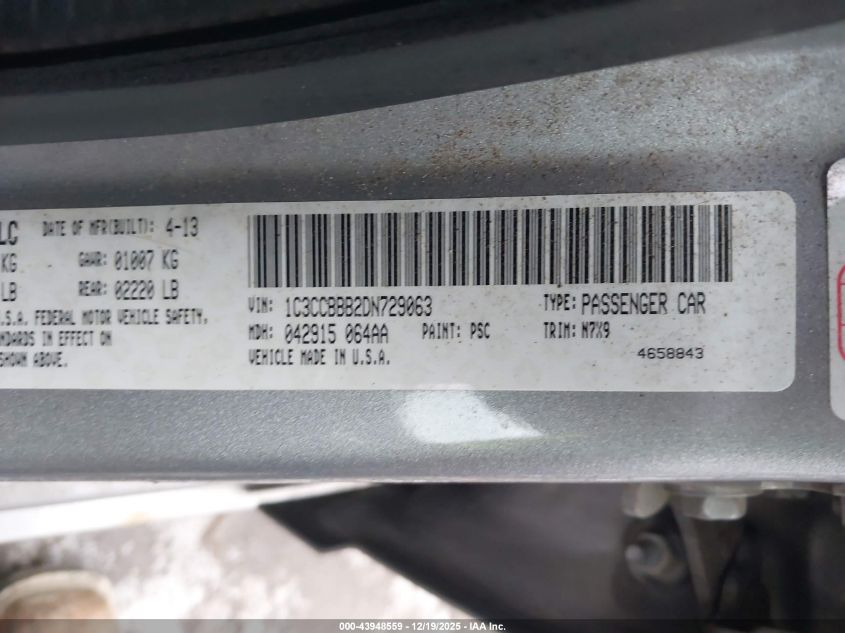 LC DATE OF MFR(BUILT): 4-13
KG GAWR: 01007 KG
LB REAR: 02220 LB
.S.A. FEDERAL MOTOR VEHICLE SAFETY,
NDARDS IN EFFECT ON
SHOWN ABOVE.
VIN: 1C3CCBBB2DN729063 TYPE: PASSENGER CAR
MDH: 042915 064AA PAINT: PSC TRIM: N7X9
VEHICLE MADE IN U.S.A. 4658843
000-43948559 - 12/19/2025 - IAA Inc.